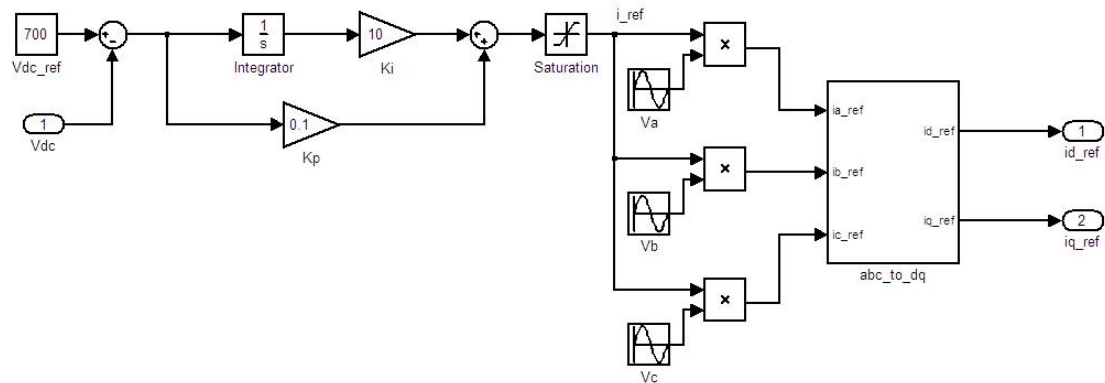 i_ref
700
1
s
10
Vdc_ref
Integrator
Ki
Saturation
1
Vdc
0.1
Kp
Va
ia_ref
id_ref
1
id_ref
Vb
ib_ref
iq_ref
2
iq_ref
ic_ref
abc_to_dq
Vc